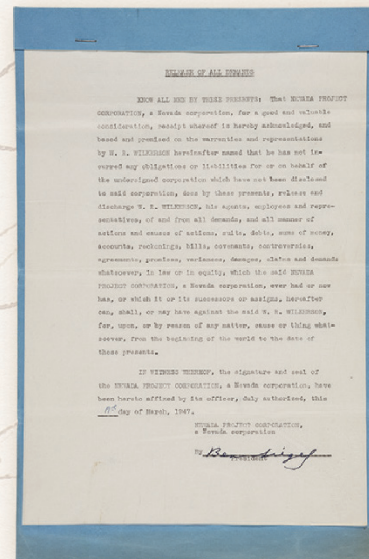 RELEASE OF ALL DEMANDS
KNOW ALL MEN BY THESE PRESENTS: That NEVADA PROJECT
CORPORATION, a Nevada corporation, for a good and valuable
consideration, receipt whereof is hereby acknowledged, and
based and premised on the warranties and representations
by W. R. WILKERSON hereinafter named that he has not in-
curred any obligations or liabilities for or on behalf of
the undersigned corporation which have not been disclosed
to said corporation, does by these presents, release and
discharge W. R. WILKERSON, his agents, employees and repre-
sentatives, of and from all demands, and all manner of
actions and causes of actions, suits, debts, sums of money,
accounts, reckonings, bills, covenants, controversies,
agreements, promises, variances, damages, claims and demands
whatsoever, in law or in equity, which the said NEVADA
PROJECT CORPORATION, a Nevada corporation, ever had or now
has, or which it or its successors or assigns, hereafter
can, shall, or may have against the said W. R. WILKERSON,
for, upon, or by reason of any matter, cause or thing what-
soever, from the beginning of the world to the date of
these presents.
IN WITNESS WHEREOF, the signature and seal of
the NEVADA PROJECT CORPORATION, a Nevada corporation, have
been hereto affixed by its officer, duly authorized, this
day of March, 1947.
NEVADA PROJECT CORPORATION,
a Nevada corporation
By Ben Siegel
President